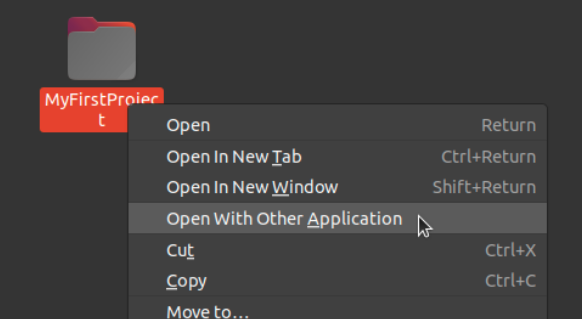 MyFirstProjec
t
Open Return
Open In New Tab Ctrl+Return
Open In New Window Shift+Return
Open With Other Application
Cut Ctrl+X
Copy Ctrl+C
Move to…